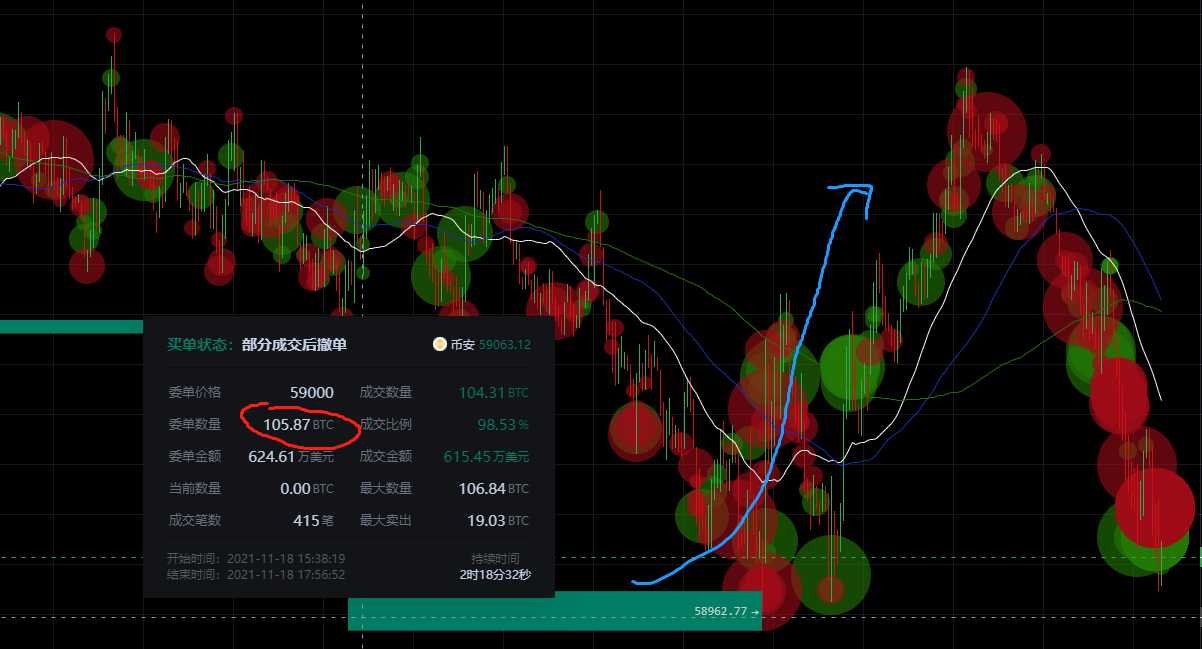 买单状态: 部分成交后撤单 币安 59063.12
委单价格 59000 成交数量 104.31 BTC
委单数量 105.87 BTC 成交比例 98.53 %
委单金额 624.61 万美元 成交金额 615.45 万美元
当前数量 0.00 BTC 最大数量 106.84 BTC
成交笔数 415 笔 最大卖出 19.03 BTC
开始时间: 2021-11-18 15:38:19 持续时间
结束时间: 2021-11-18 17:56:52 2时18分32秒
58962.77 →